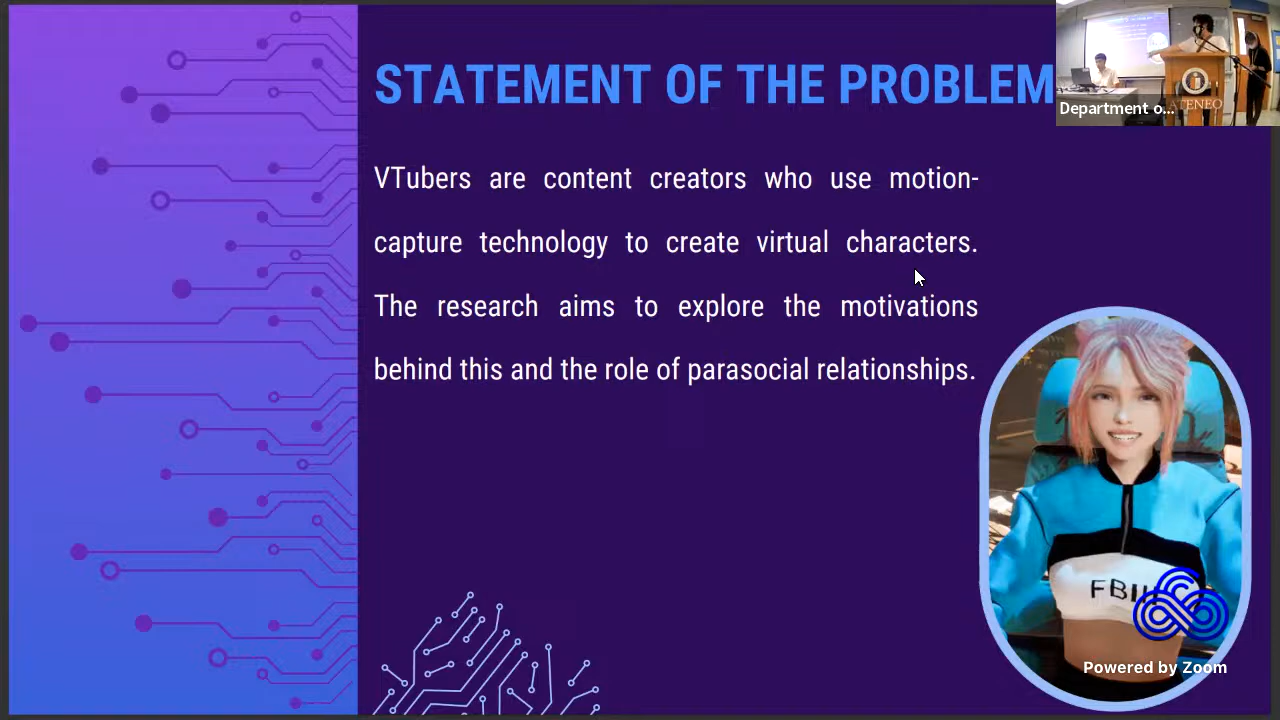 STATEMENT OF THE PROBLEM
Department o...
ATENEO
VTubers are content creators who use motion-
capture technology to create virtual characters.
The research aims to explore the motivations
behind this and the role of parasocial relationships.
Powered by Zoom